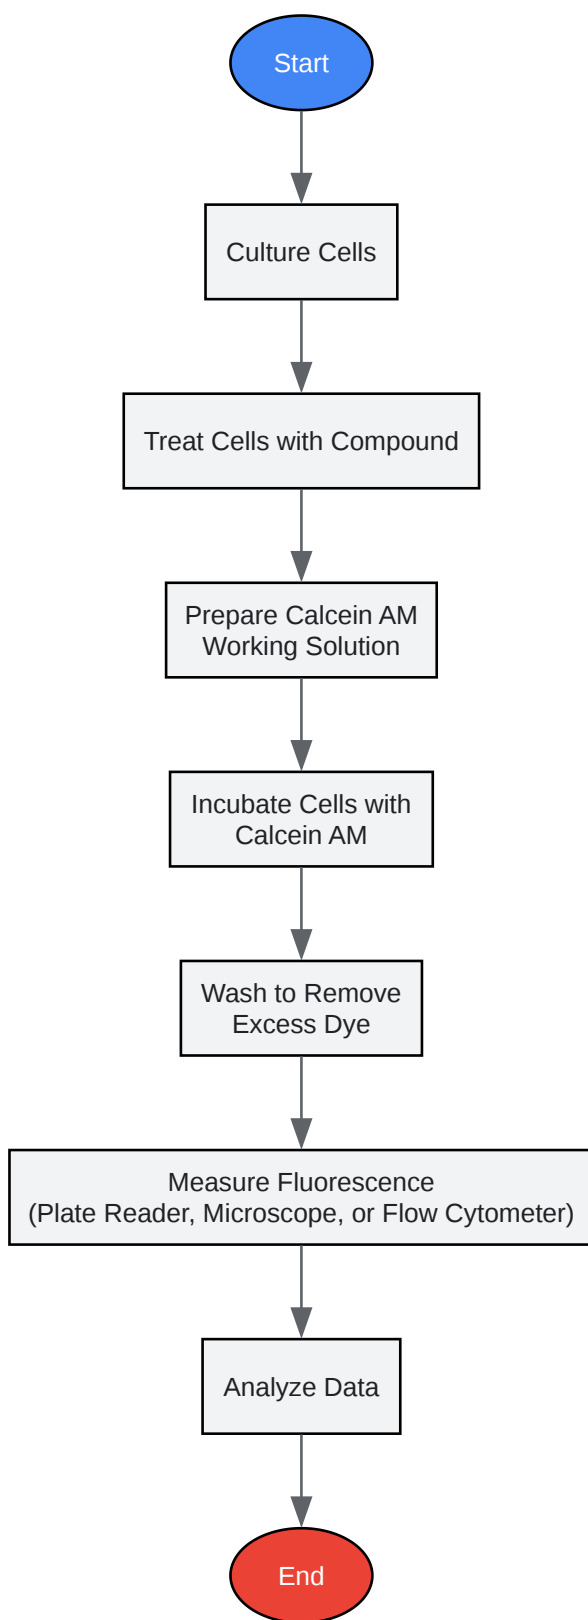 Start
Culture Cells
Treat Cells with Compound
Prepare Calcein AM
Working Solution
Incubate Cells with
Calcein AM
Wash to Remove
Excess Dye
Measure Fluorescence
(Plate Reader, Microscope, or Flow Cytometer)
Analyze Data
End